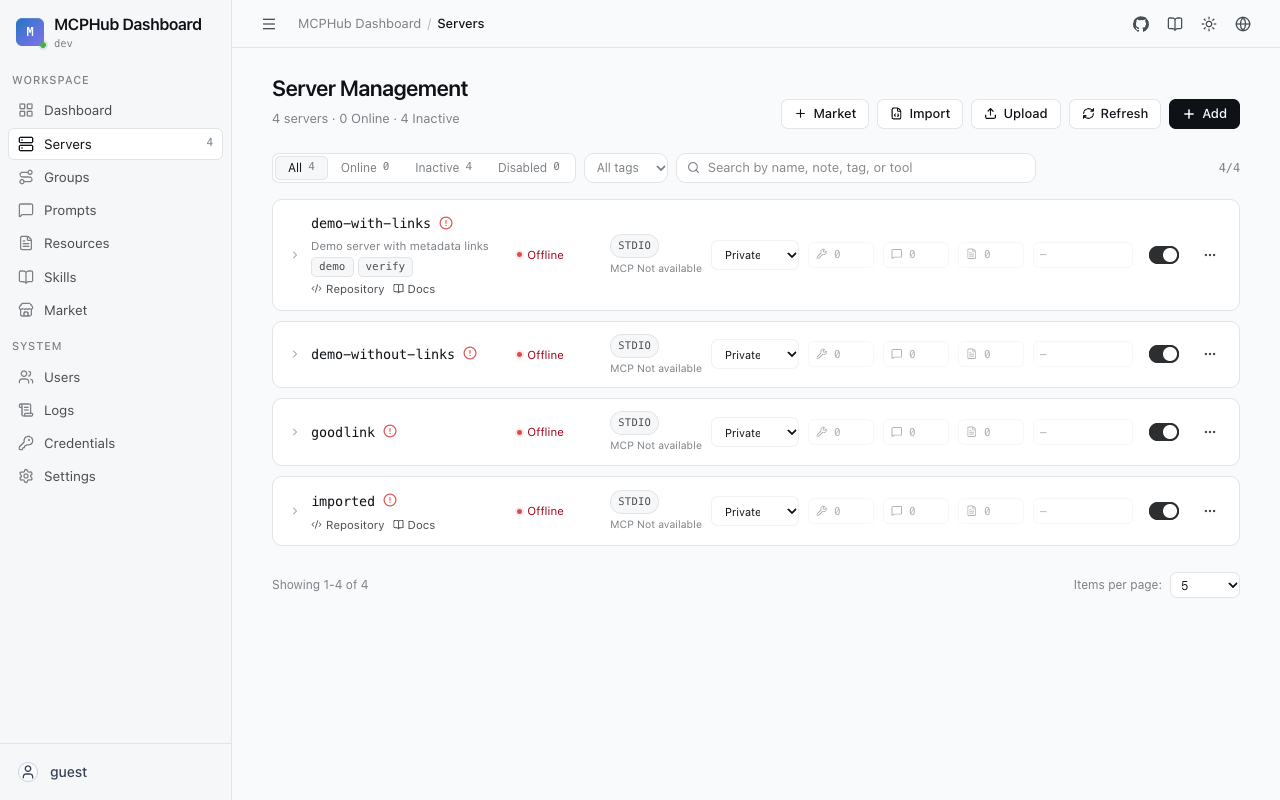 M
MCPHub Dashboard
dev
WORKSPACE
Dashboard
Servers 4
Groups
Prompts
Resources
Skills
Market
SYSTEM
Users
Logs
Credentials
Settings
guest
MCPHub Dashboard / Servers
Server Management
4 servers · 0 Online · 4 Inactive
Market Import Upload Refresh Add
All 4 Online 0 Inactive 4 Disabled 0 All tags Search by name, note, tag, or tool 4/4
demo-with-links
Demo server with metadata links
demo verify
Repository Docs
Offline
STDIO
MCP Not available
Private 0 0 0 —
demo-without-links
Offline
STDIO
MCP Not available
Private 0 0 0 —
goodlink
Offline
STDIO
MCP Not available
Private 0 0 0 —
imported
Repository Docs
Offline
STDIO
MCP Not available
Private 0 0 0 —
Showing 1-4 of 4
Items per page: 5